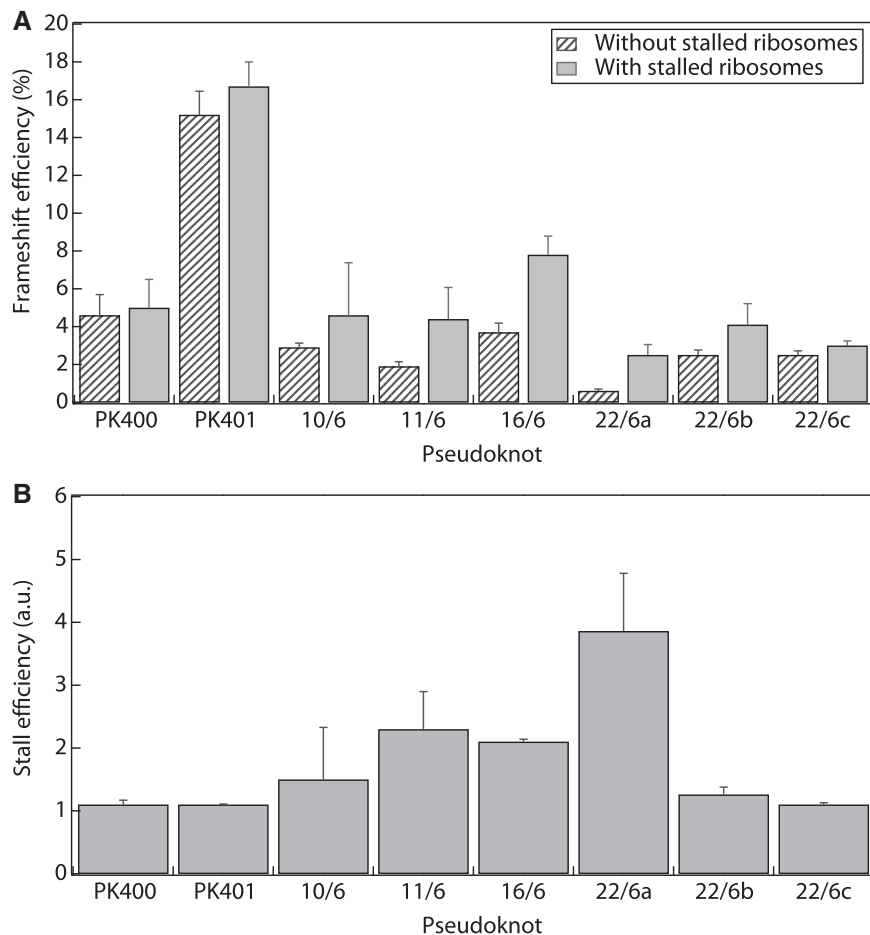 A
20
18
16
14
12
10
8
6
4
2
0
Frameshift efficiency (%)
Without stalled ribosomes
With stalled ribosomes
PK400 PK401 10/6 11/6 16/6 22/6a 22/6b 22/6c
Pseudoknot
B
6
5
4
3
2
1
0
Stall efficiency (a.u.)
PK400 PK401 10/6 11/6 16/6 22/6a 22/6b 22/6c
Pseudoknot